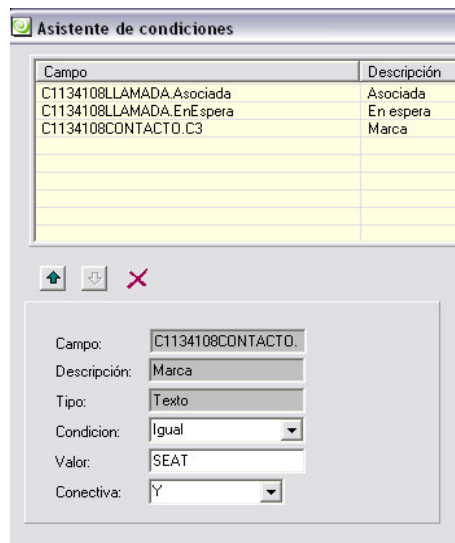 Asistente de condiciones
Campo Descripción
C1134108LLAMADA.Asociada Asociada
C1134108LLAMADA.EnEspera En espera
C1134108CONTACTO.C3 Marca
Campo: C1134108CONTACTO.
Descripción: Marca
Tipo: Texto
Condicion: Igual
Valor: SEAT
Conectiva: Y